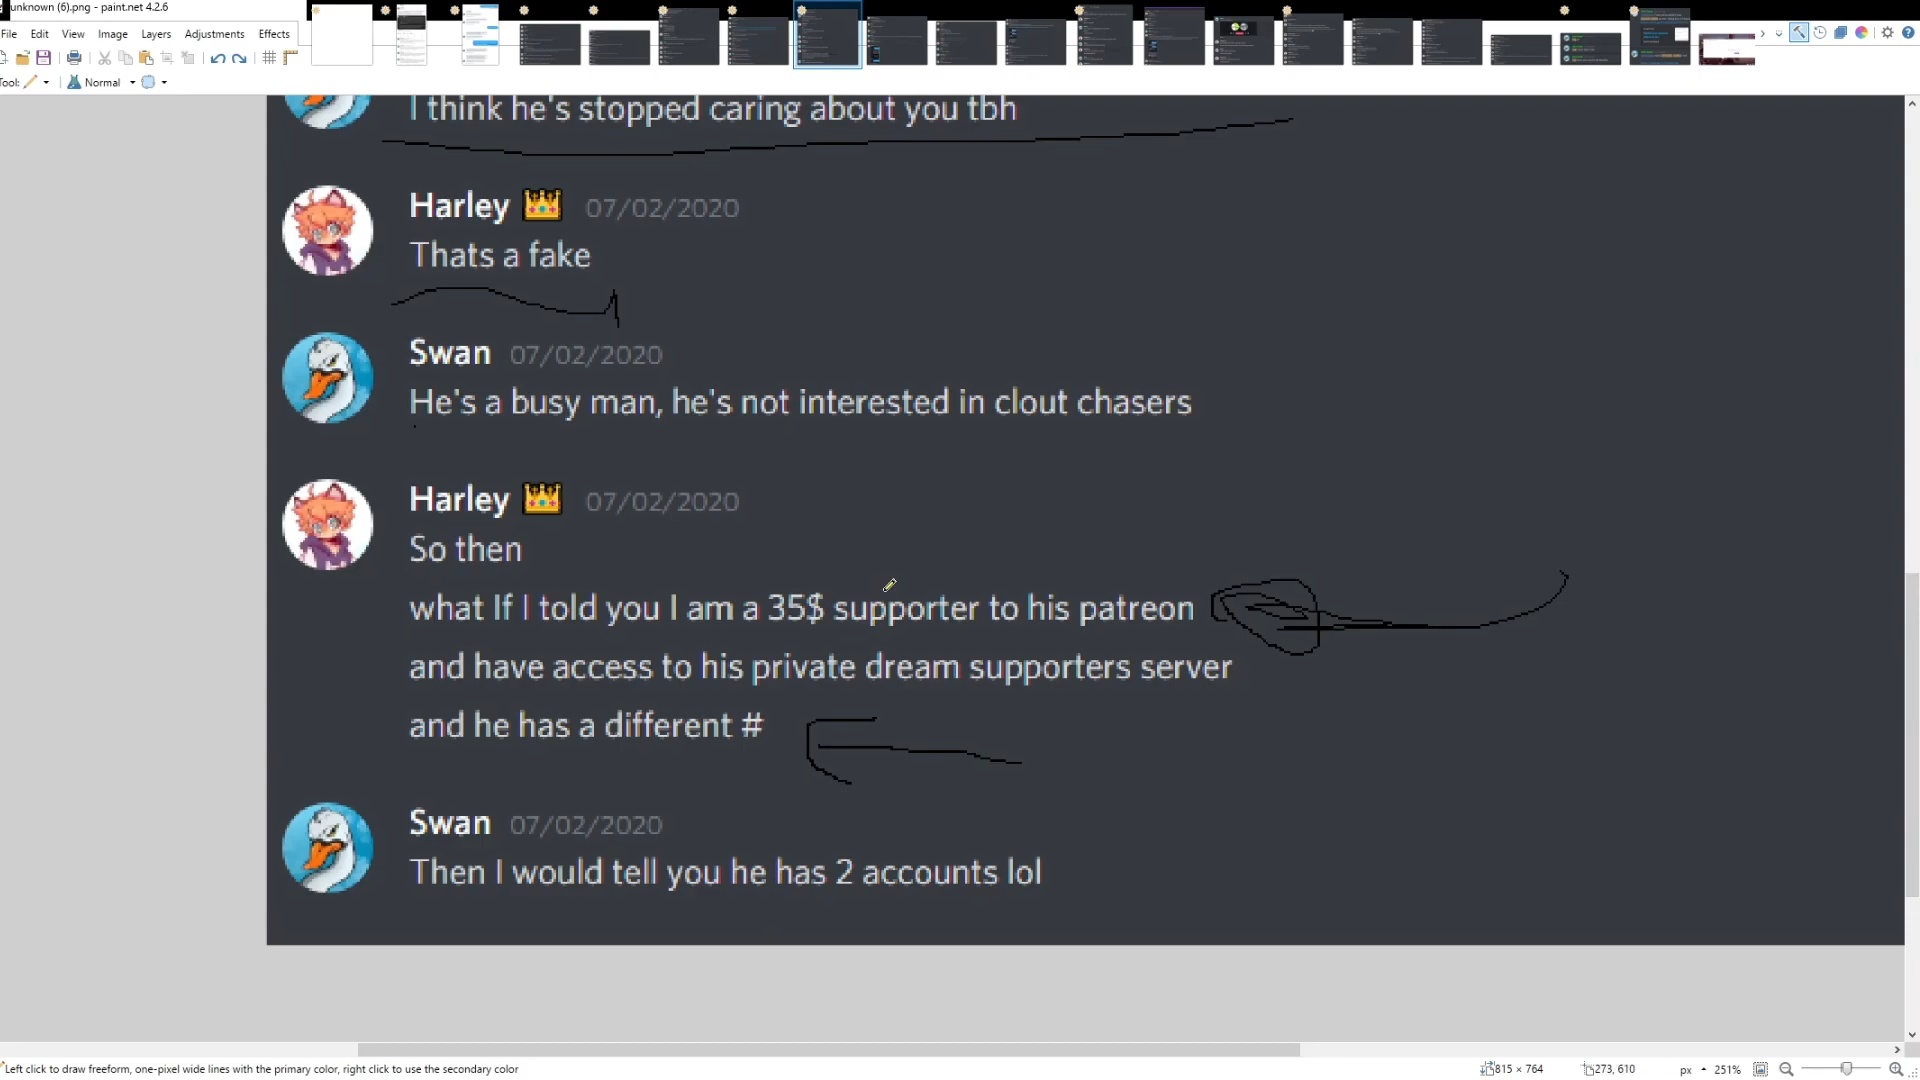 unknown (6).png - paint.net 4.2.6
File Edit View Image Layers Adjustments Effects
Tool: Normal
I think he's stopped caring about you tbh
Harley 07/02/2020
Thats a fake
Swan 07/02/2020
He's a busy man, he's not interested in clout chasers
Harley 07/02/2020
So then
what If I told you I am a 35$ supporter to his patreon
and have access to his private dream supporters server
and he has a different #
Swan 07/02/2020
Then I would tell you he has 2 accounts lol
Left click to draw freeform, one-pixel wide lines with the primary color, right click to use the secondary color
815 × 764 273, 610 px 251%